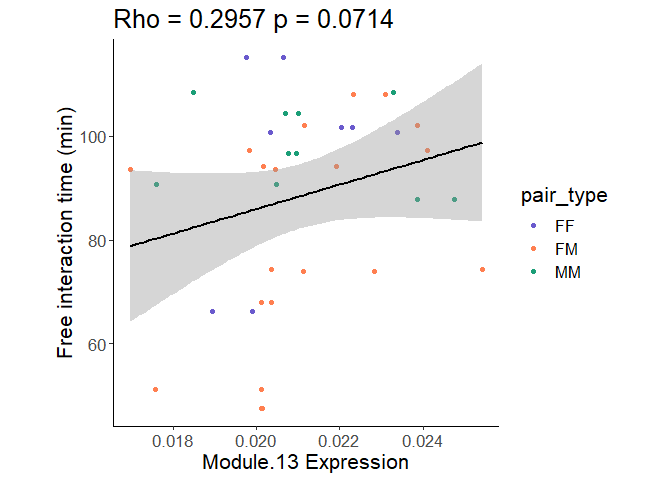 Rho = 0.2957 p = 0.0714
Free interaction time (min)
100
80
60
0.018 0.020 0.022 0.024
Module.13 Expression
pair_type
FF
FM
MM